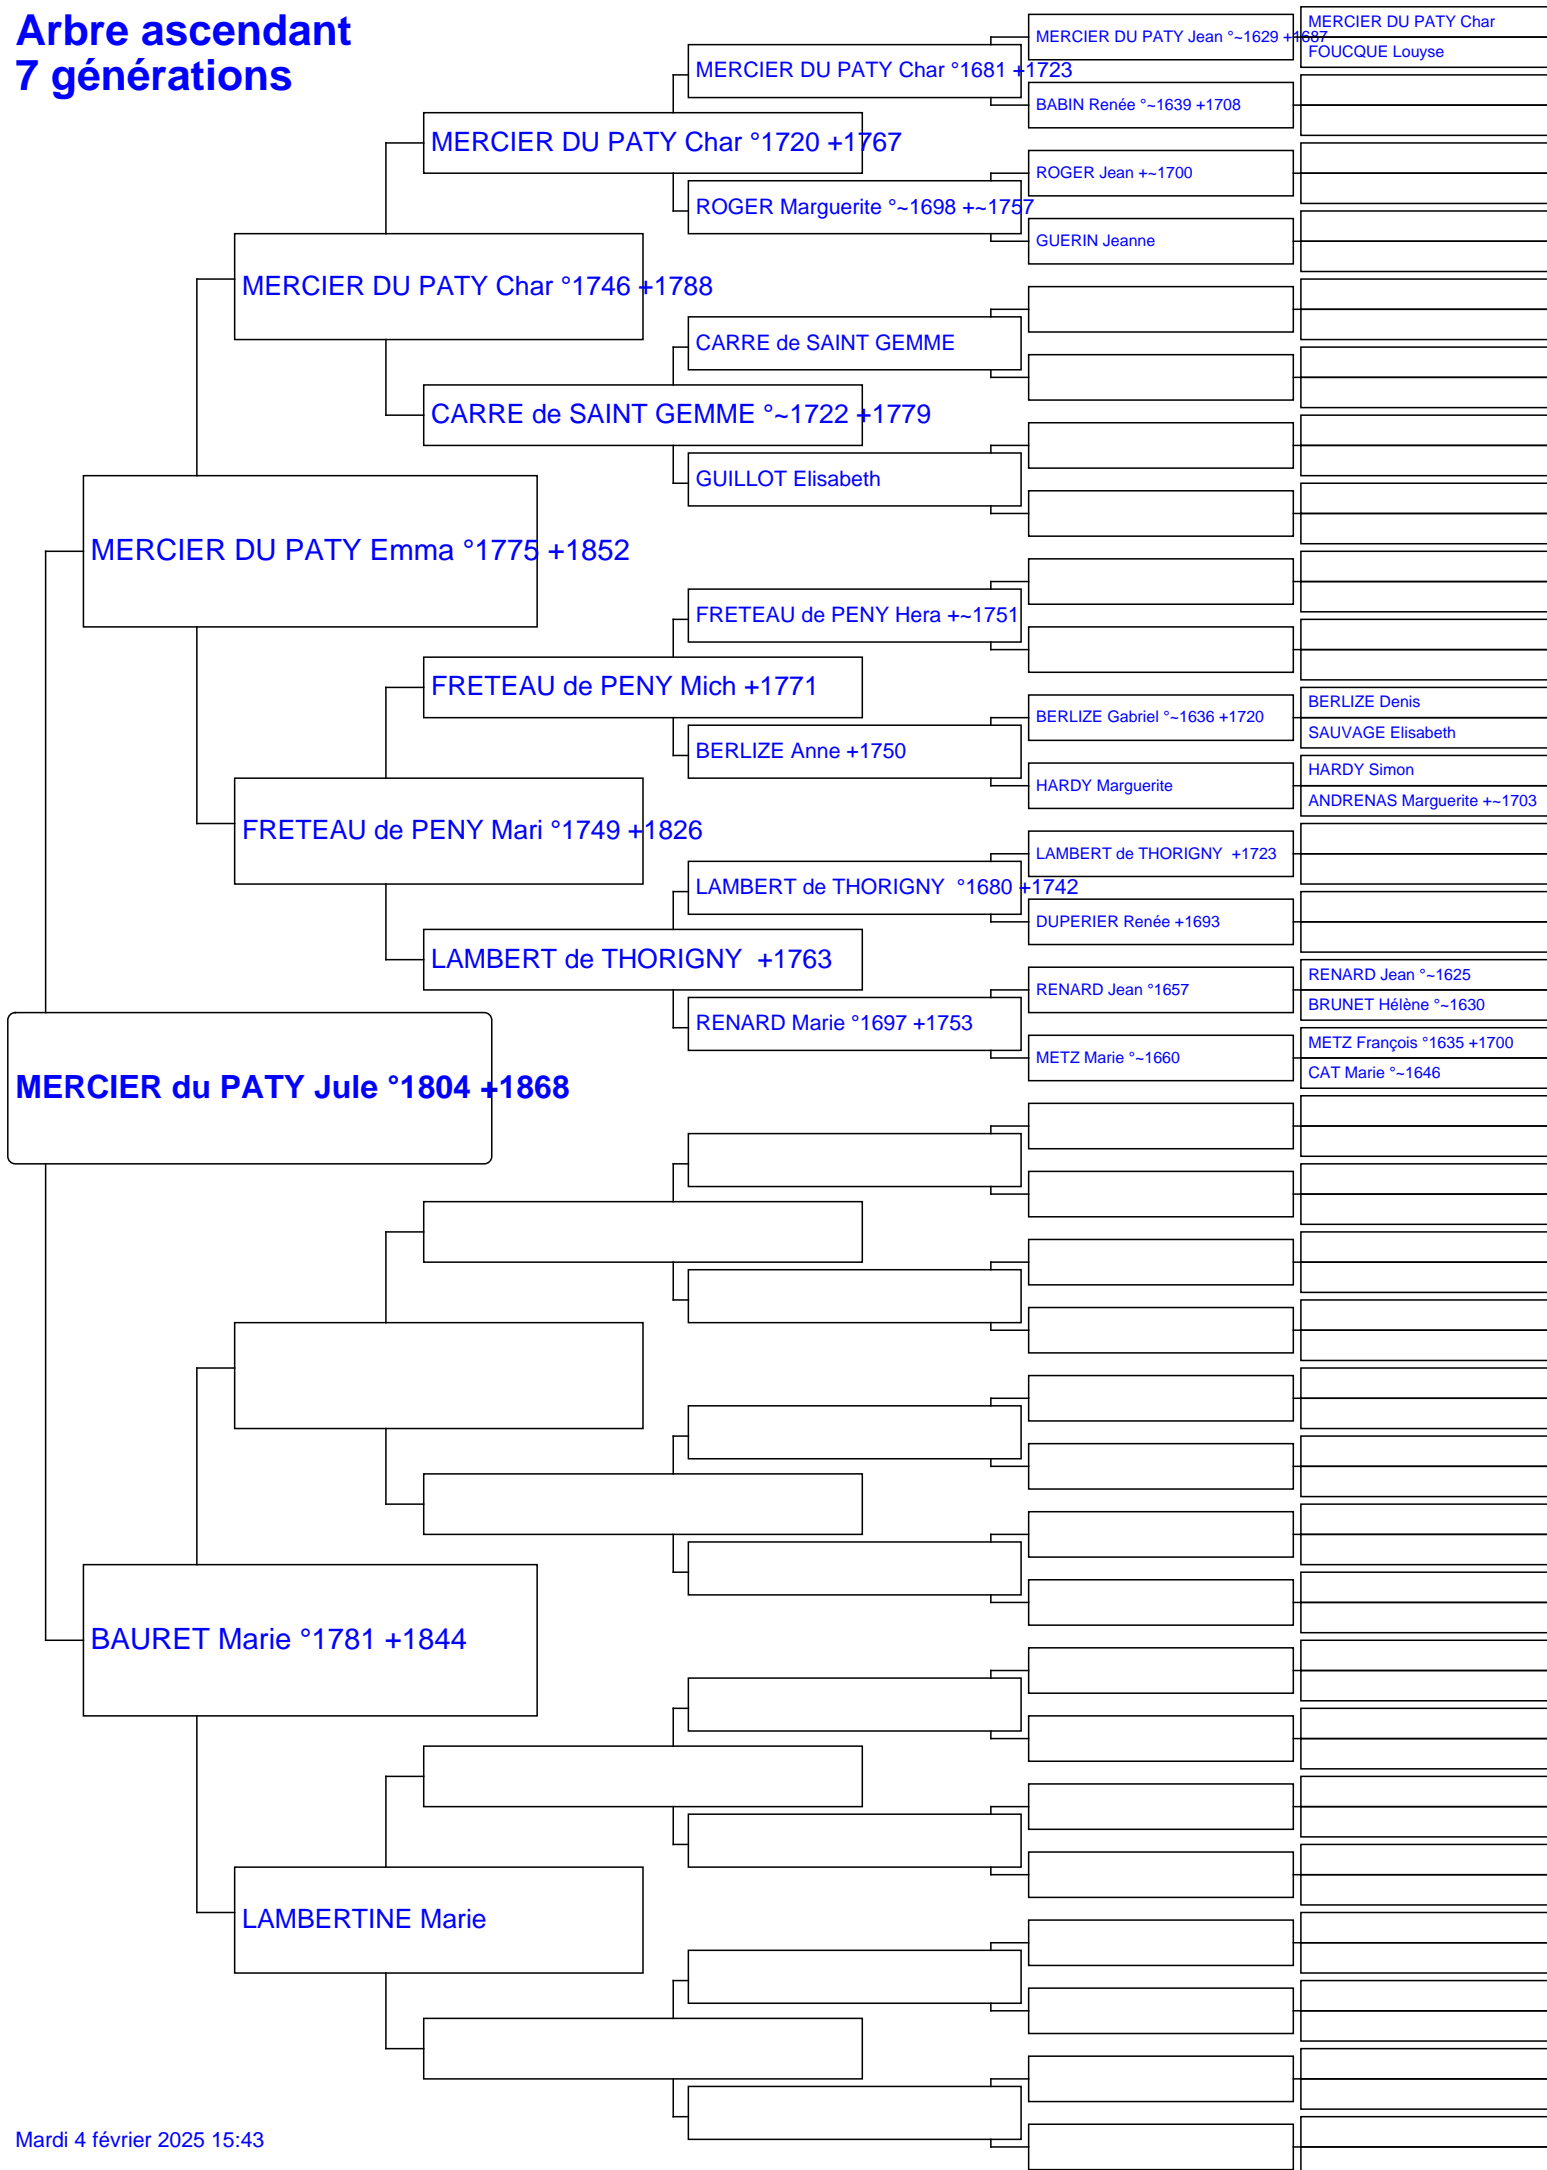 Arbre ascendant
7 générations
MERCIER DU PATY Char
MERCIER DU PATY Jean °~1629 +1687
FOUCQUE Louyse
MERCIER DU PATY Char °1681 +1723
BABIN Renée °~1639 +1708
MERCIER DU PATY Char °1720 +1767
ROGER Jean +~1700
ROGER Marguerite °~1698 +~1757
GUERIN Jeanne
MERCIER DU PATY Char °1746 +1788
CARRE de SAINT GEMME
CARRE de SAINT GEMME °~1722 +1779
GUILLOT Elisabeth
MERCIER DU PATY Emma °1775 +1852
FRETEAU de PENY Hera +~1751
FRETEAU de PENY Mich +1771
BERLIZE Denis
BERLIZE Gabriel °~1636 +1720
SAUVAGE Elisabeth
BERLIZE Anne +1750
HARDY Simon
HARDY Marguerite
ANDRENAS Marguerite +~1703
FRETEAU de PENY Mari °1749 +1826
LAMBERT de THORIGNY  +1723
LAMBERT de THORIGNY  °1680 +1742
DUPERIER Renée +1693
LAMBERT de THORIGNY  +1763
RENARD Jean °~1625
RENARD Jean °1657
BRUNET Hélène °~1630
RENARD Marie °1697 +1753
METZ François °1635 +1700
METZ Marie °~1660
CAT Marie °~1646
MERCIER du PATY Jule °1804 +1868
BAURET Marie °1781 +1844
LAMBERTINE Marie
Mardi 4 février 2025 15:43